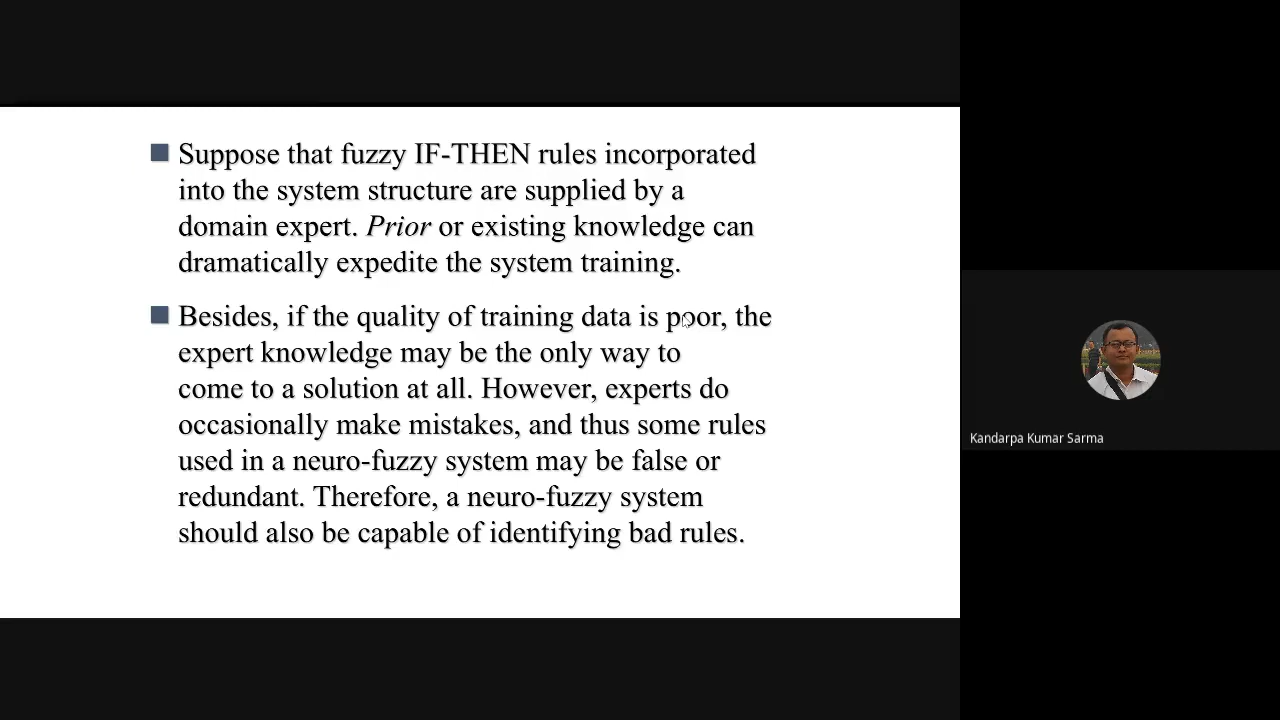 Suppose that fuzzy IF-THEN rules incorporated
into the system structure are supplied by a
domain expert. Prior or existing knowledge can
dramatically expedite the system training.
Besides, if the quality of training data is poor, the
expert knowledge may be the only way to
come to a solution at all. However, experts do
occasionally make mistakes, and thus some rules
used in a neuro-fuzzy system may be false or
redundant. Therefore, a neuro-fuzzy system
should also be capable of identifying bad rules.
Kandarpa Kumar Sarma